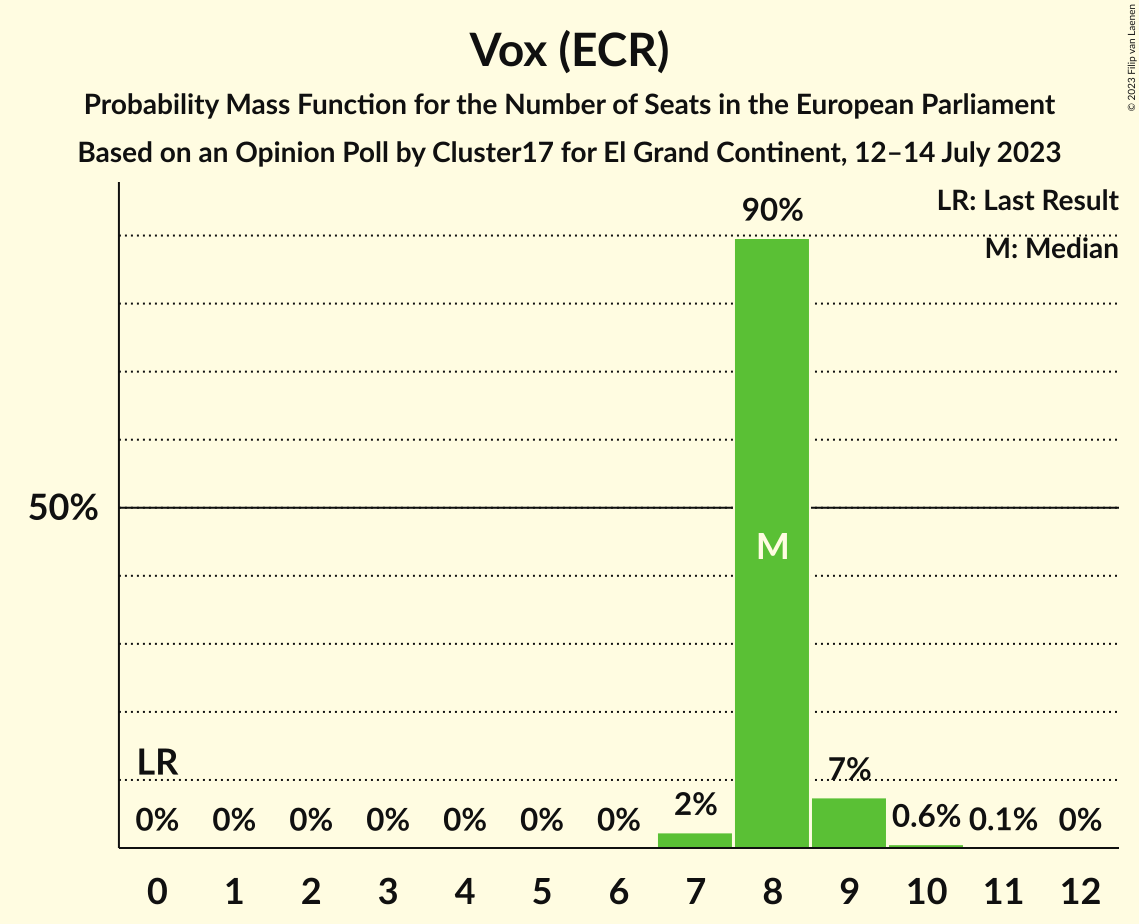 Vox (ECR)
Probability Mass Function for the Number of Seats in the European Parliament
Based on an Opinion Poll by Cluster17 for El Grand Continent, 12–14 July 2023
© 2023 Filip van Laenen
LR: Last Result
M: Median
90%
50%
M
LR
0% 0% 0% 0% 0% 0% 0% 2% 7% 0.6% 0.1% 0%
0 1 2 3 4 5 6 7 8 9 10 11 12